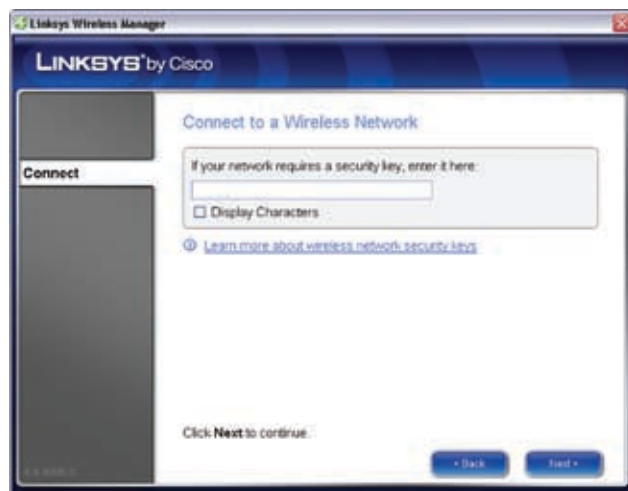 Linksys Wireless Manager
LINKSYS® by Cisco
Connect to a Wireless Network
Connect
If your network requires a security key, enter it here:
Display Characters
Learn more about wireless network security keys
Click Next to continue.
Back
Next